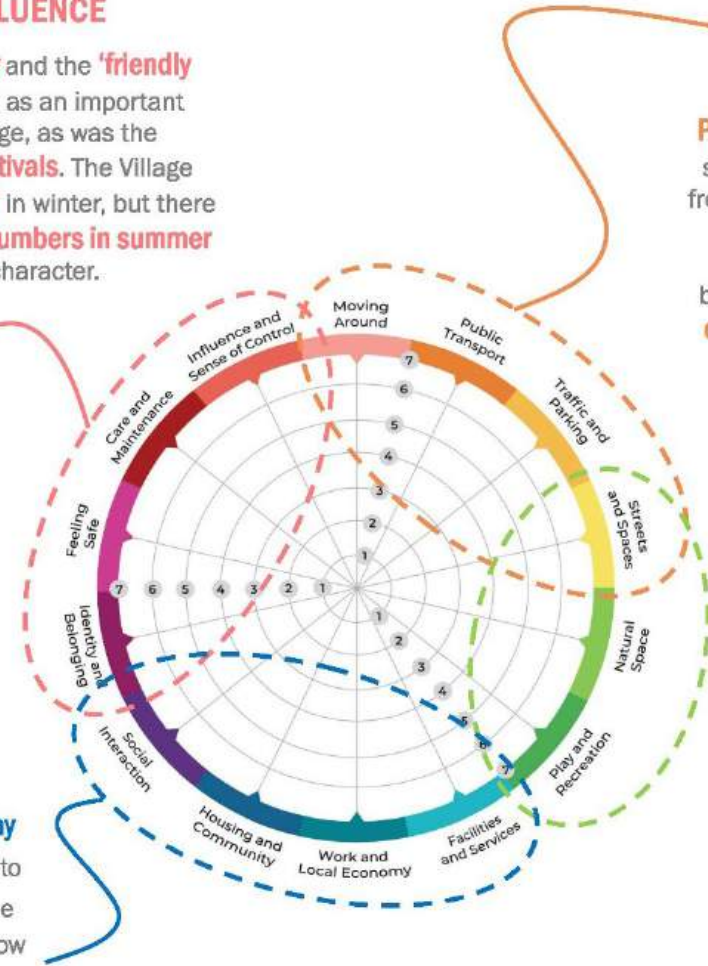 LUENCE
and the 'friendly
as an important
ge, as was the
tivals. The Village
in winter, but there
umbers in summer
haracter.
P
s
fre
b
Moving
Around
Public
Transport
Traffic and
Parking
Streets
and Spaces
Natural
Space
Play and
Recreation
Facilities
and Services
Work and
Local Economy
Housing and
Community
Social
Interaction
Identity and
Belonging
Feeling
Safe
Care and
Maintenance
Influence and
Sense of Control
7
6
5
4
3
2
1
7 6 5 4 3 2 1
1
2
3
4
5
6
7
ny
to
e
ow